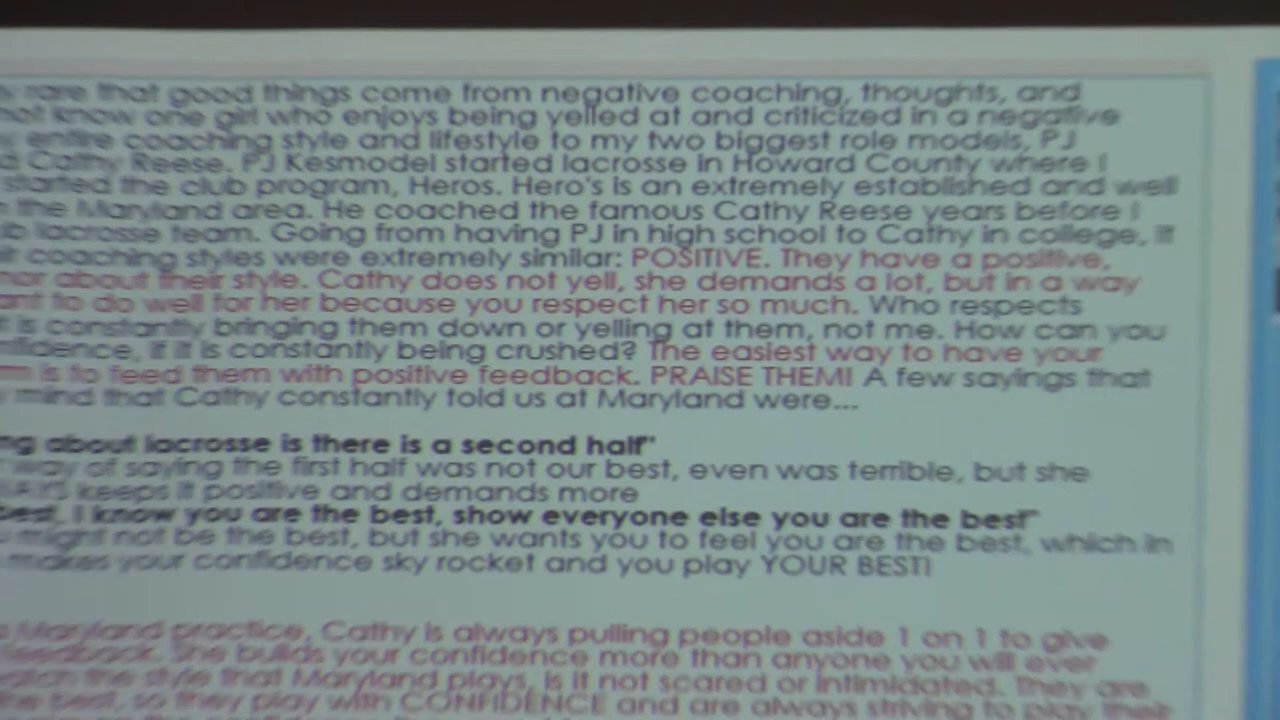 rare that good things come from negative coaching, thoughts, and
not know one girl who enjoys being yelled at and criticized in a negative
entire coaching style and lifestyle to my two biggest role models, PJ
Cathy Reese. PJ Kesmodel started lacrosse in Howard County where I
started the club program, Heros. Hero's is an extremely established and well
the Maryland area. He coached the famous Cathy Reese years before I
lacrosse team. Going from having PJ in high school to Cathy in college, it
coaching styles were extremely similar: POSITIVE. They have a positive,
about their style. Cathy does not yell, she demands a lot, but in a way
to do well for her because you respect her so much. Who respects
is constantly bringing them down or yelling at them, not me. How can you
if it is constantly being crushed? The easiest way to have your
is to feed them with positive feedback. PRAISE THEM! A few sayings that
mind that Cathy constantly told us at Maryland were...
about lacrosse is there is a second half"
way of saying the first half was not our best, even was terrible, but she
keeps it positive and demands more
best, I know you are the best, show everyone else you are the best"
might not be the best, but she wants you to feel you are the best, which in
makes your confidence sky rocket and you play YOUR BEST!
Maryland practice, Cathy is always pulling people aside 1 on 1 to give
feedback. She builds your confidence more than anyone you will ever
the style that Maryland plays, is it not scared or intimidated. They are
best, so they play with CONFIDENCE and are always striving to play their